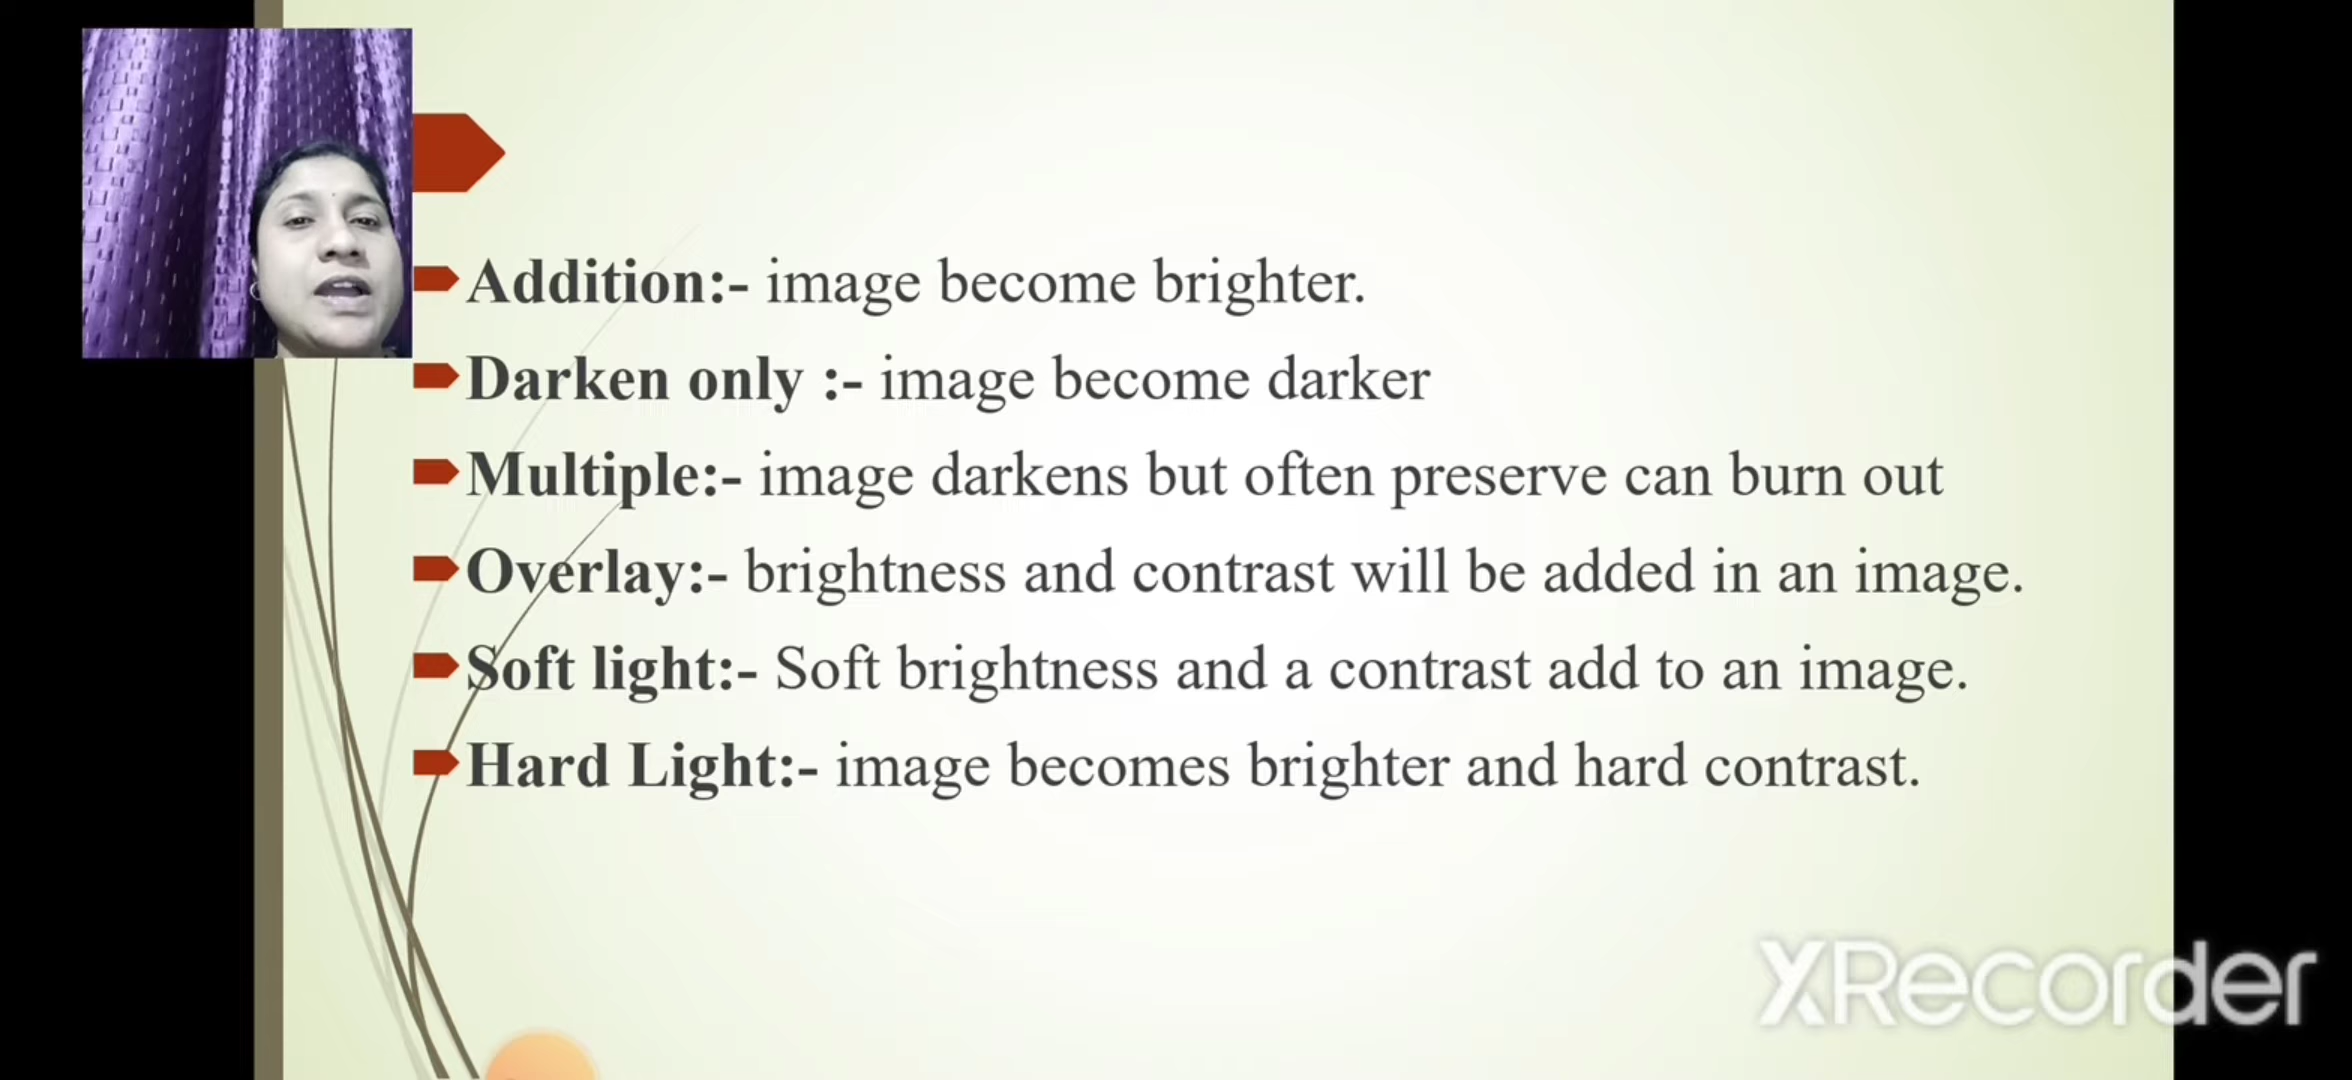 Addition:- image become brighter.
Darken only :- image become darker
Multiple:- image darkens but often preserve can burn out
Overlay:- brightness and contrast will be added in an image.
Soft light:- Soft brightness and a contrast add to an image.
Hard Light:- image becomes brighter and hard contrast.
XRecorder